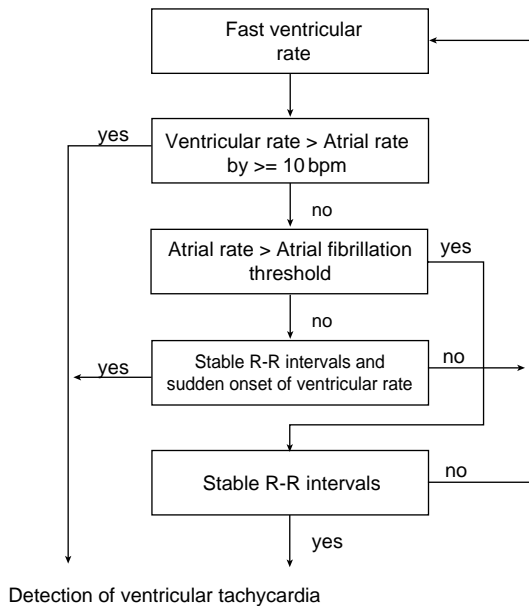 Fast ventricular
rate
yes
Ventricular rate > Atrial rate
by >= 10 bpm
no
Atrial rate > Atrial fibrillation
threshold
yes
no
yes
Stable R-R intervals and
sudden onset of ventricular rate
no
Stable R-R intervals
no
yes
Detection of ventricular tachycardia